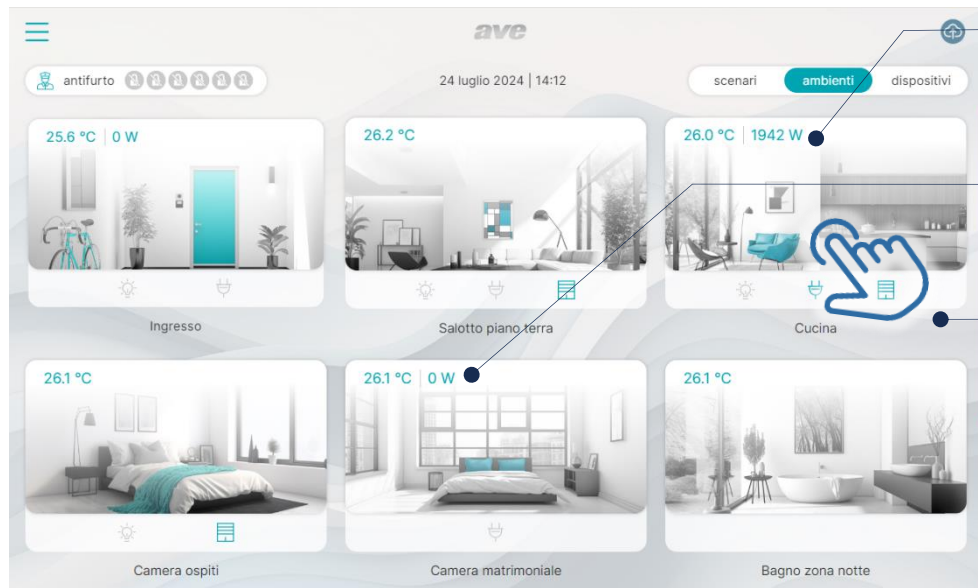 ave
antifurto
24 luglio 2024 | 14:12
scenari
ambienti
dispositivi
25.6 °C | 0 W
26.2 °C
26.0 °C | 1942 W
Ingresso
Salotto piano terra
Cucina
26.1 °C
26.1 °C | 0 W
26.1 °C
Camera ospiti
Camera matrimoniale
Bagno zona notte